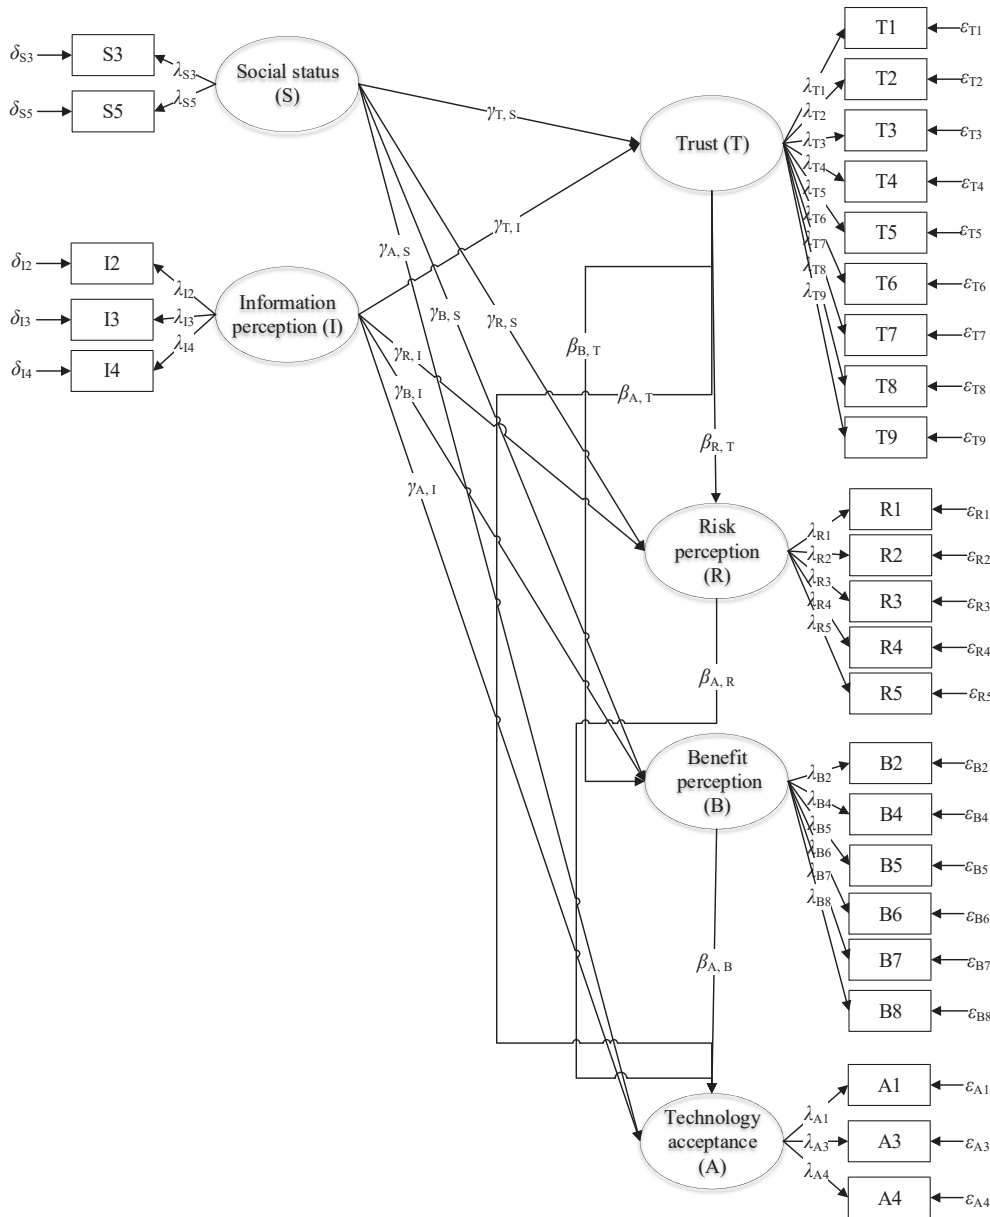 δS3
S3
λS3
δS5
S5
λS5
Social status
(S)
δI2
I2
λI2
δI3
I3
λI3
δI4
I4
λI4
Information
perception (I)
γT, S
γT, I
γA, S
γB, S
γR, S
γR, I
γB, I
γA, I
Trust (T)
βB, T
βA, T
βR, T
λT1
λT2
λT3
λT4
λT5
λT6
λT7
λT8
λT9
T1
εT1
T2
εT2
T3
εT3
T4
εT4
T5
εT5
T6
εT6
T7
εT7
T8
εT8
T9
εT9
Risk
perception
(R)
βA, R
λR1
λR2
λR3
λR4
λR5
R1
εR1
R2
εR2
R3
εR3
R4
εR4
R5
εR5
Benefit
perception
(B)
βA, B
λB2
λB4
λB5
λB6
λB7
λB8
B2
εB2
B4
εB4
B5
εB5
B6
εB6
B7
εB7
B8
εB8
Technology
acceptance
(A)
λA1
λA3
λA4
A1
εA1
A3
εA3
A4
εA4